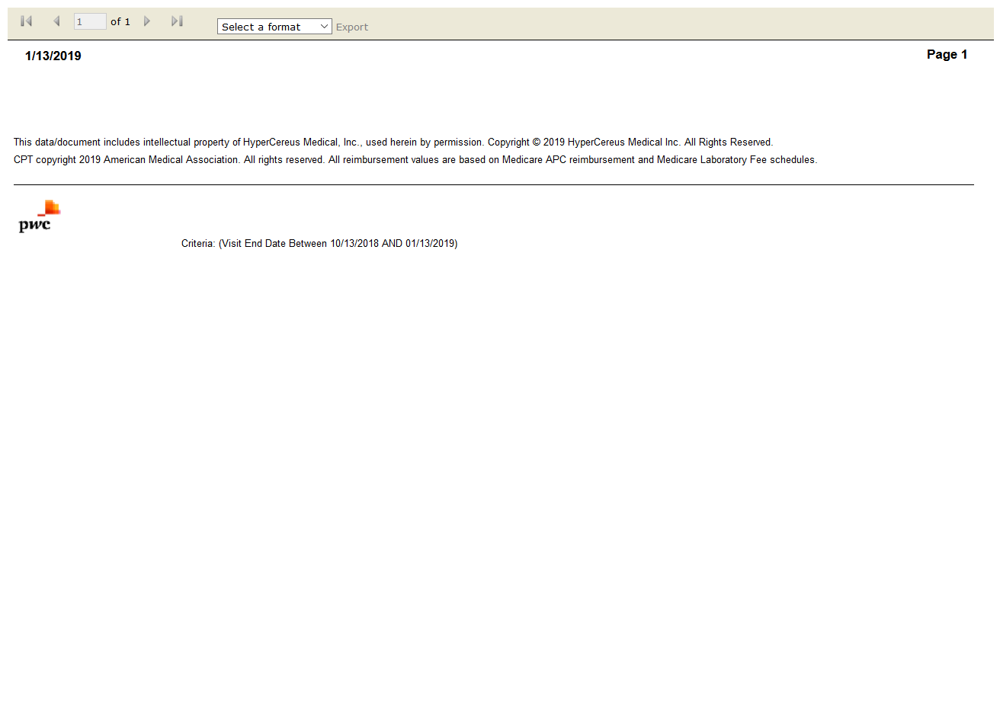 1 of 1 Select a format Export
1/13/2019 Page 1
This data/document includes intellectual property of HyperCereus Medical, Inc., used herein by permission. Copyright © 2019 HyperCereus Medical Inc. All Rights Reserved.
CPT copyright 2019 American Medical Association. All rights reserved. All reimbursement values are based on Medicare APC reimbursement and Medicare Laboratory Fee schedules.
pwc
Criteria: (Visit End Date Between 10/13/2018 AND 01/13/2019)